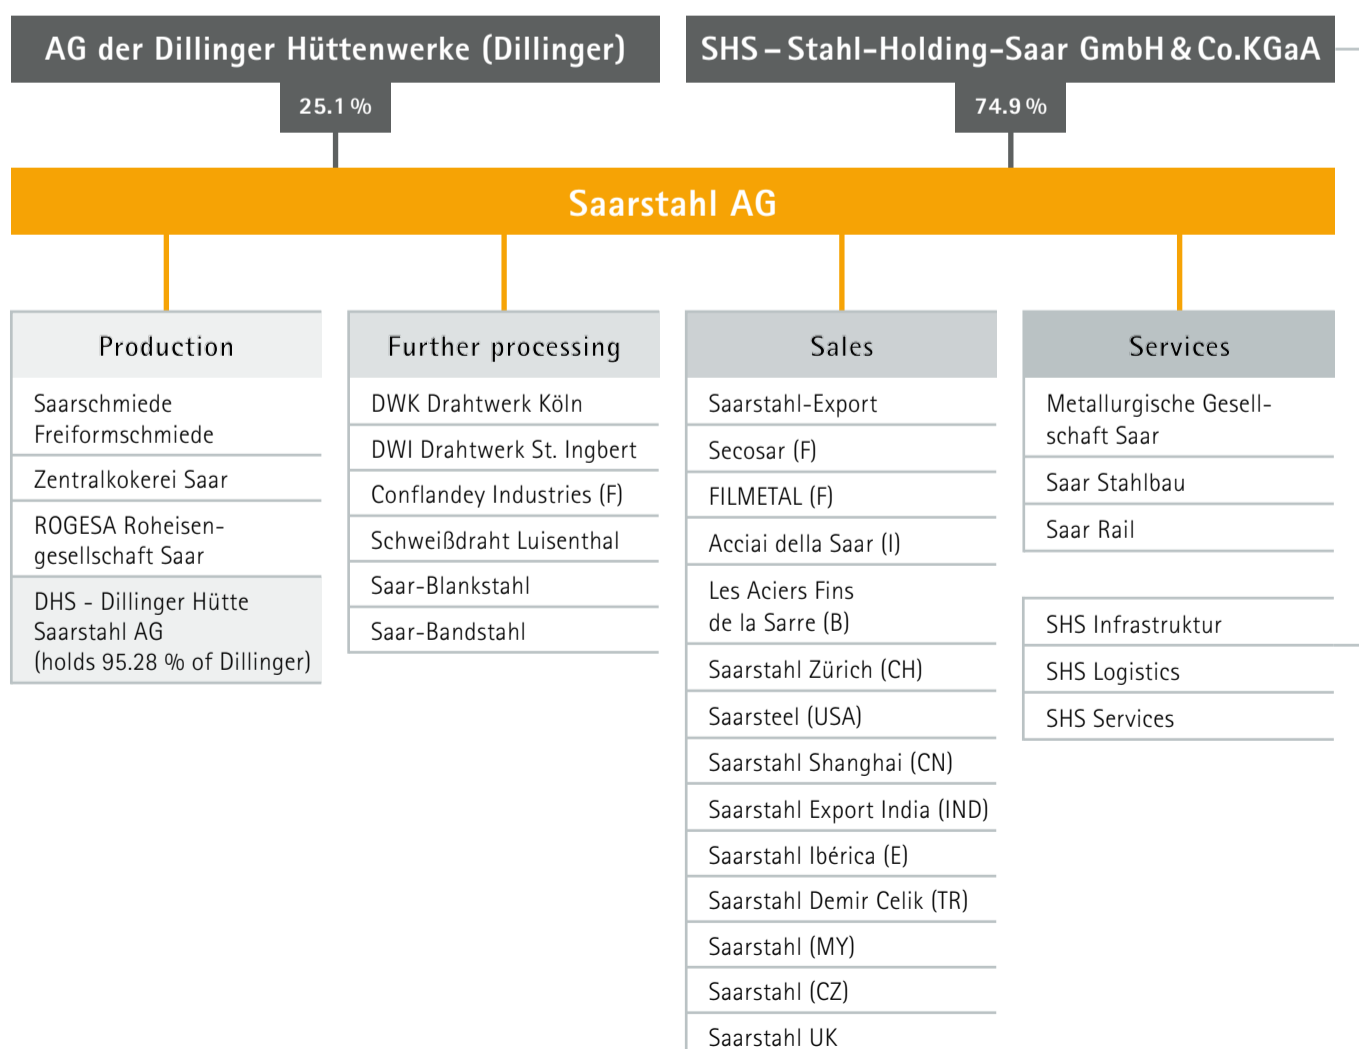 AG der Dillinger Hüttenwerke (Dillinger)
25.1 %
SHS – Stahl-Holding-Saar GmbH & Co.KGaA
74.9 %
Saarstahl AG
Production
Saarschmiede
Freiformschmiede
Zentralkokerei Saar
ROGESA Roheisen-
gesellschaft Saar
DHS - Dillinger Hütte
Saarstahl AG
(holds 95.28 % of Dillinger)
Further processing
DWK Drahtwerk Köln
DWI Drahtwerk St. Ingbert
Conflandey Industries (F)
Schweißdraht Luisenthal
Saar-Blankstahl
Saar-Bandstahl
Sales
Saarstahl-Export
Secosar (F)
FILMETAL (F)
Acciai della Saar (I)
Les Aciers Fins
de la Sarre (B)
Saarstahl Zürich (CH)
Saarsteel (USA)
Saarstahl Shanghai (CN)
Saarstahl Export India (IND)
Saarstahl Ibérica (E)
Saarstahl Demir Celik (TR)
Saarstahl (MY)
Saarstahl (CZ)
Saarstahl UK
Services
Metallurgische Gesell-
schaft Saar
Saar Stahlbau
Saar Rail
SHS Infrastruktur
SHS Logistics
SHS Services